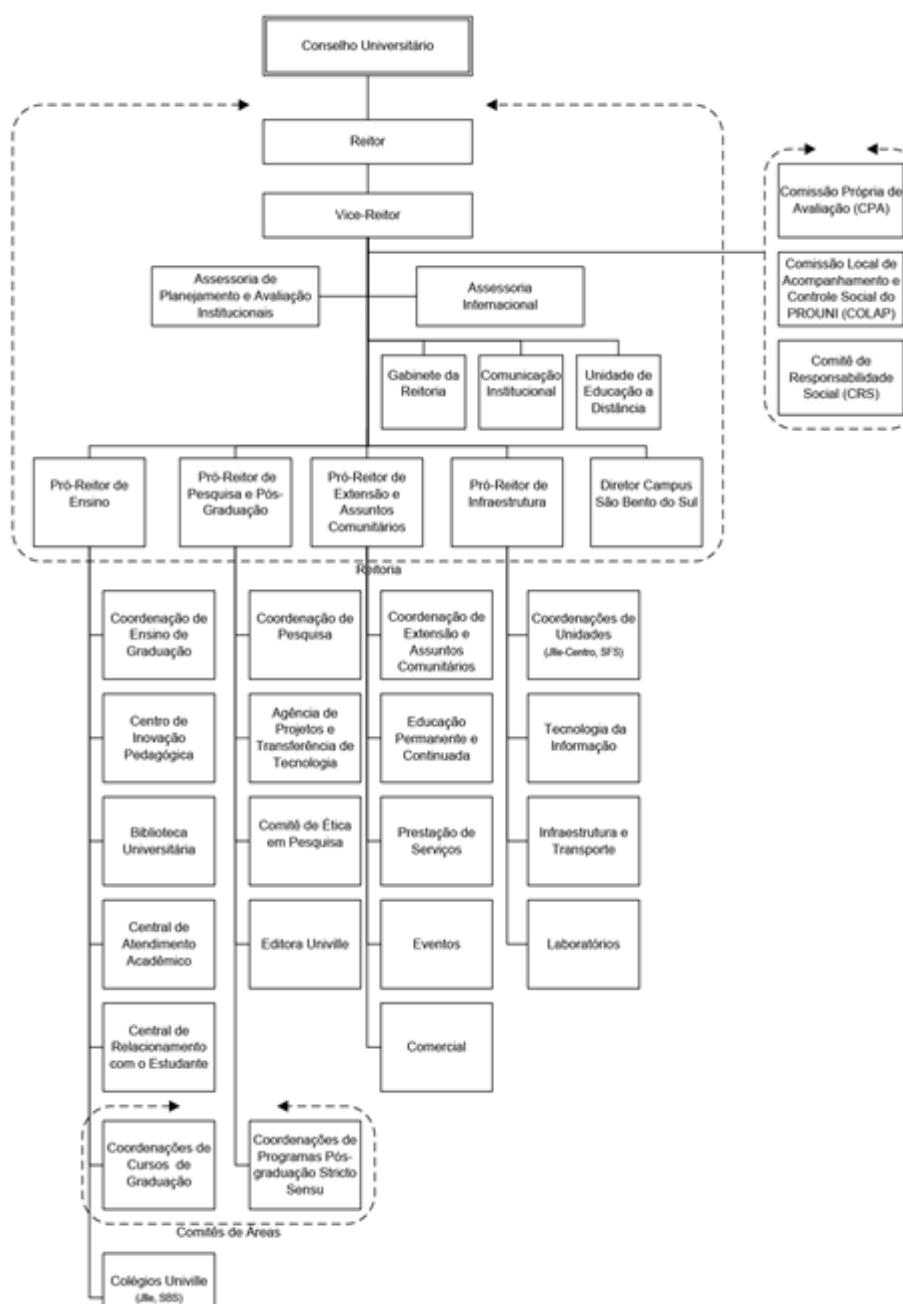 Conselho Universitário
Reitor
Vice-Reitor
Comissão Própria de
Avaliação (CPA)
Comissão Local de
Acompanhamento e
Controle Social do
PROUNI (COLAP)
Comitê de
Responsabilidade
Social (CRS)
Assessoria de
Planejamento e Avaliação
Institucionais
Assessoria
Internacional
Gabinete da
Reitoria
Comunicação
Institucional
Unidade de
Educação a
Distância
Pró-Reitor de
Ensino
Pró-Reitor de
Pesquisa e Pós-
Graduação
Pró-Reitor de
Extensão e
Assuntos
Comunitários
Pró-Reitor de
Infraestrutura
Diretor Campus
São Bento do Sul
Reitoria
Coordenação de
Ensino de
Graduação
Coordenação de
Pesquisa
Coordenação de
Extensão e
Assuntos
Comunitários
Coordenações de
Unidades
(Jlle-Centro, SFS)
Centro de
Inovação
Pedagógica
Agência de
Projetos e
Transferência de
Tecnologia
Educação
Permanente e
Continuada
Tecnologia da
Informação
Biblioteca
Universitária
Comitê de Ética
em Pesquisa
Prestação de
Serviços
Infraestrutura e
Transporte
Central de
Atendimento
Acadêmico
Editora Univille
Eventos
Laboratórios
Central de
Relacionamento
com o Estudante
Comercial
Coordenações de
Cursos de
Graduação
Coordenações de
Programas Pós-
graduação Stricto
Sensu
Comitês de Áreas
Colégios Univille
(Jlle, SBS)